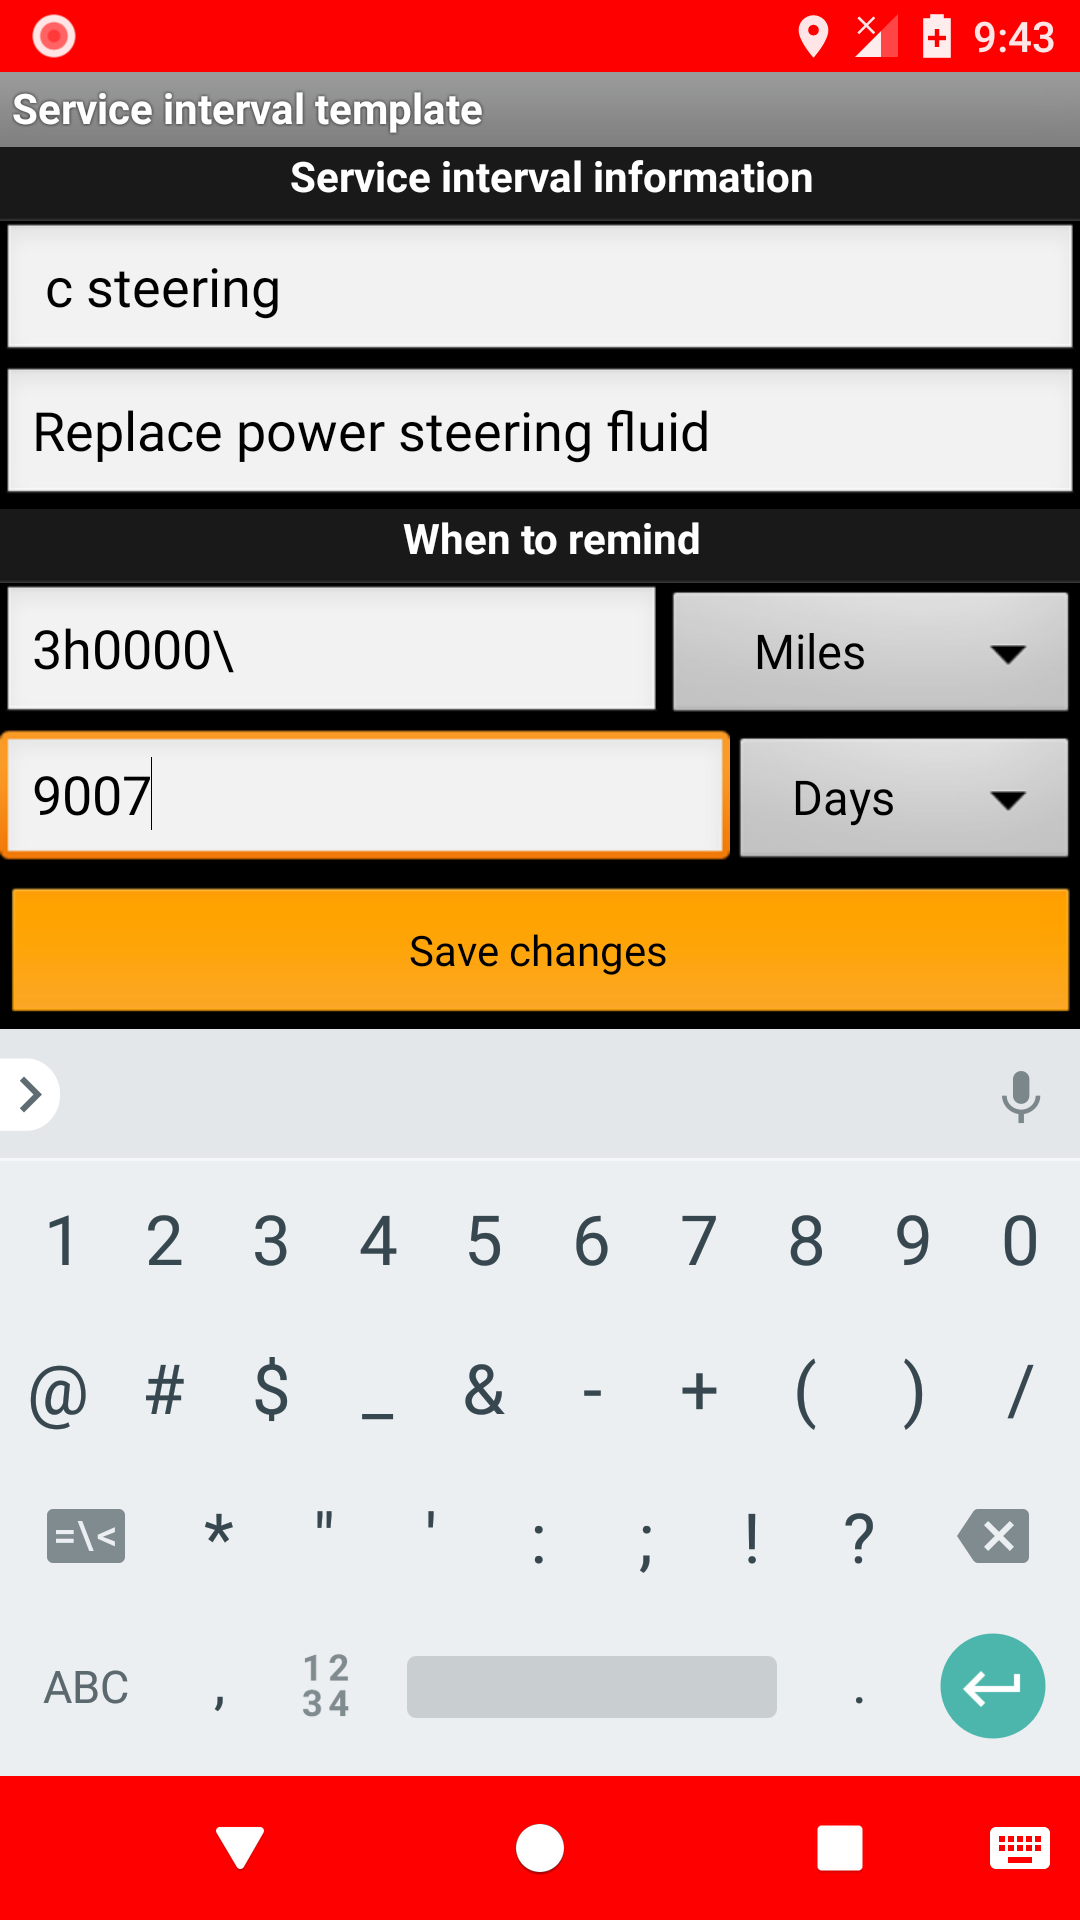 9:43
Service interval template
Service interval information
c steering
Replace power steering fluid
When to remind
3h0000\ Miles
9007 Days
Save changes
1 2 3 4 5 6 7 8 9 0
@ # $ _ & - + ( ) /
=\< * " ' : ; ! ?
ABC , 12 34 .